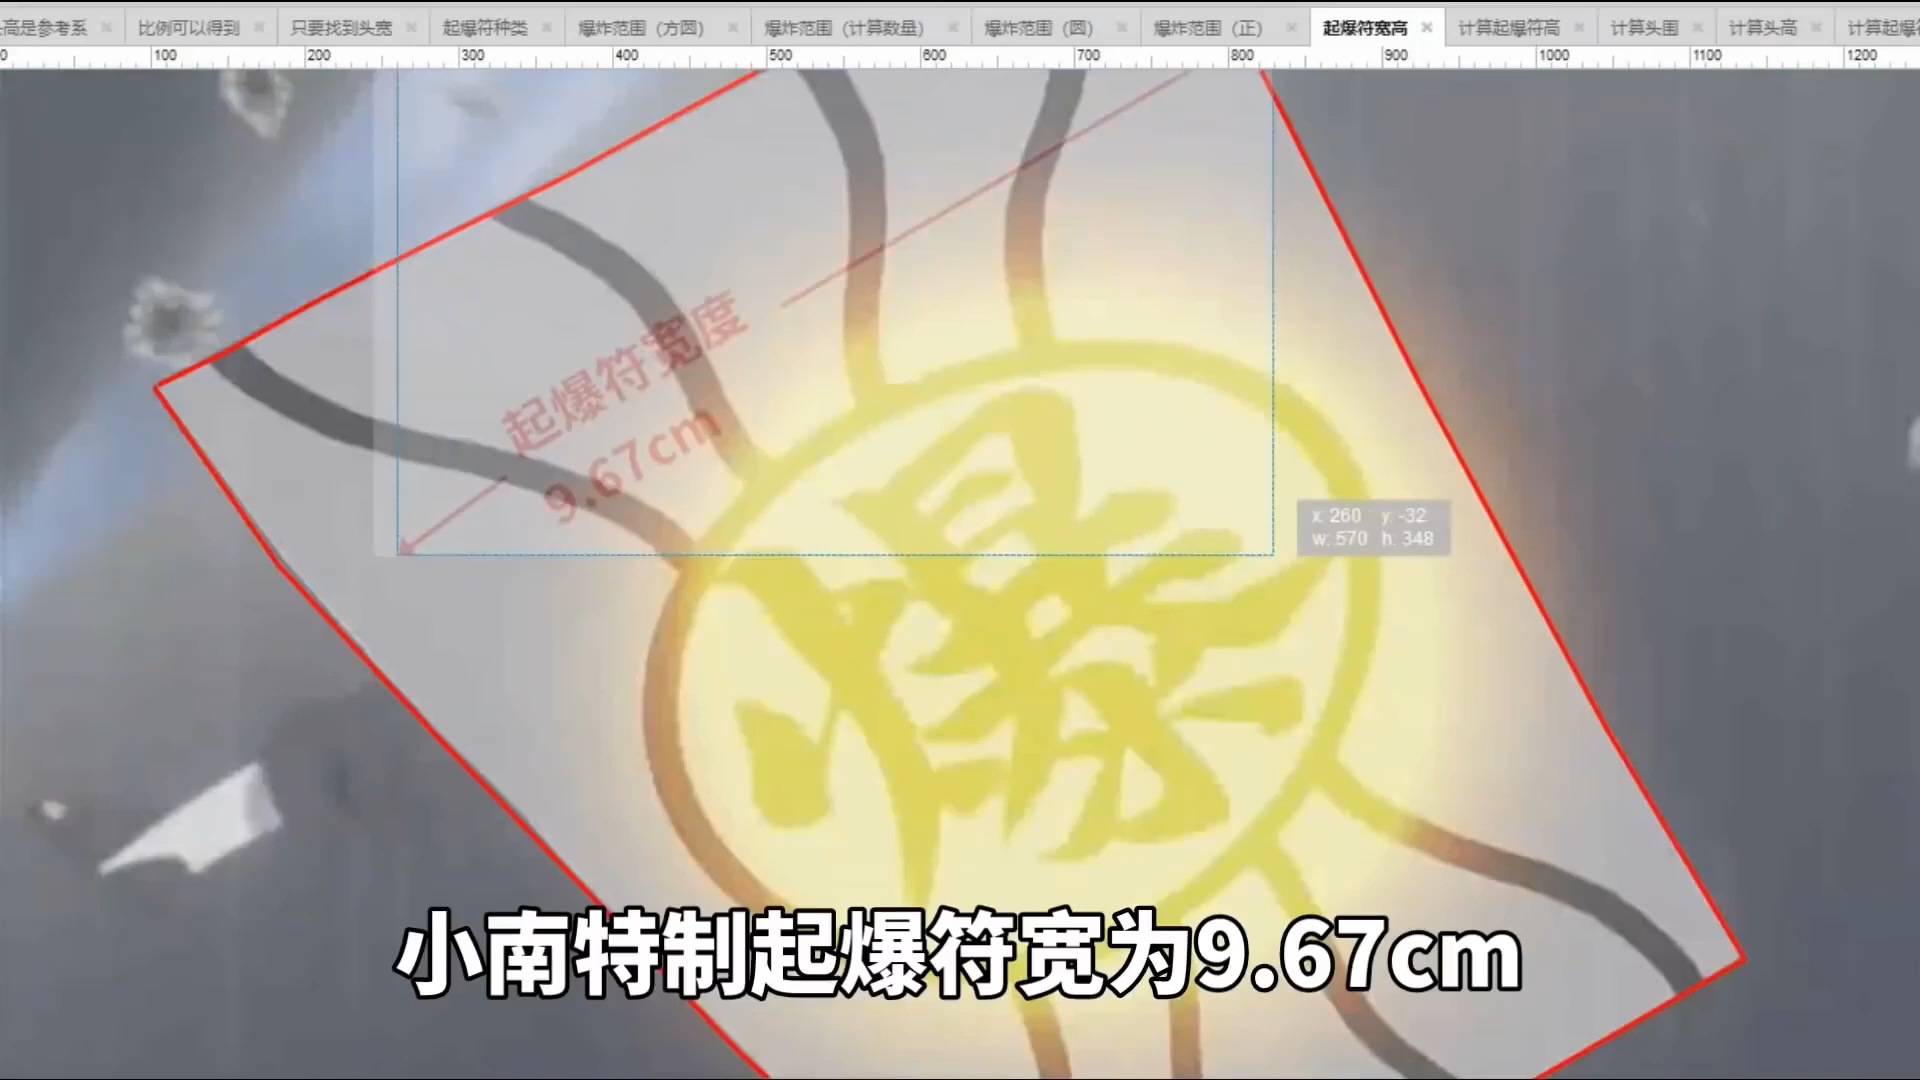 头高是参考系 比例可以得到 只要找到头宽 起爆符种类 爆炸范围（方圆） 爆炸范围（计算数量） 爆炸范围（圆） 爆炸范围（正） 起爆符宽高 计算起爆符高 计算头围 计算头高 计算起爆符
0 100 200 300 400 500 600 700 800 900 1000 1100 1200
起爆符宽度
9.67cm
爆
x: 260 y: -32
w: 570 h: 348
小南特制起爆符宽为9.67cm